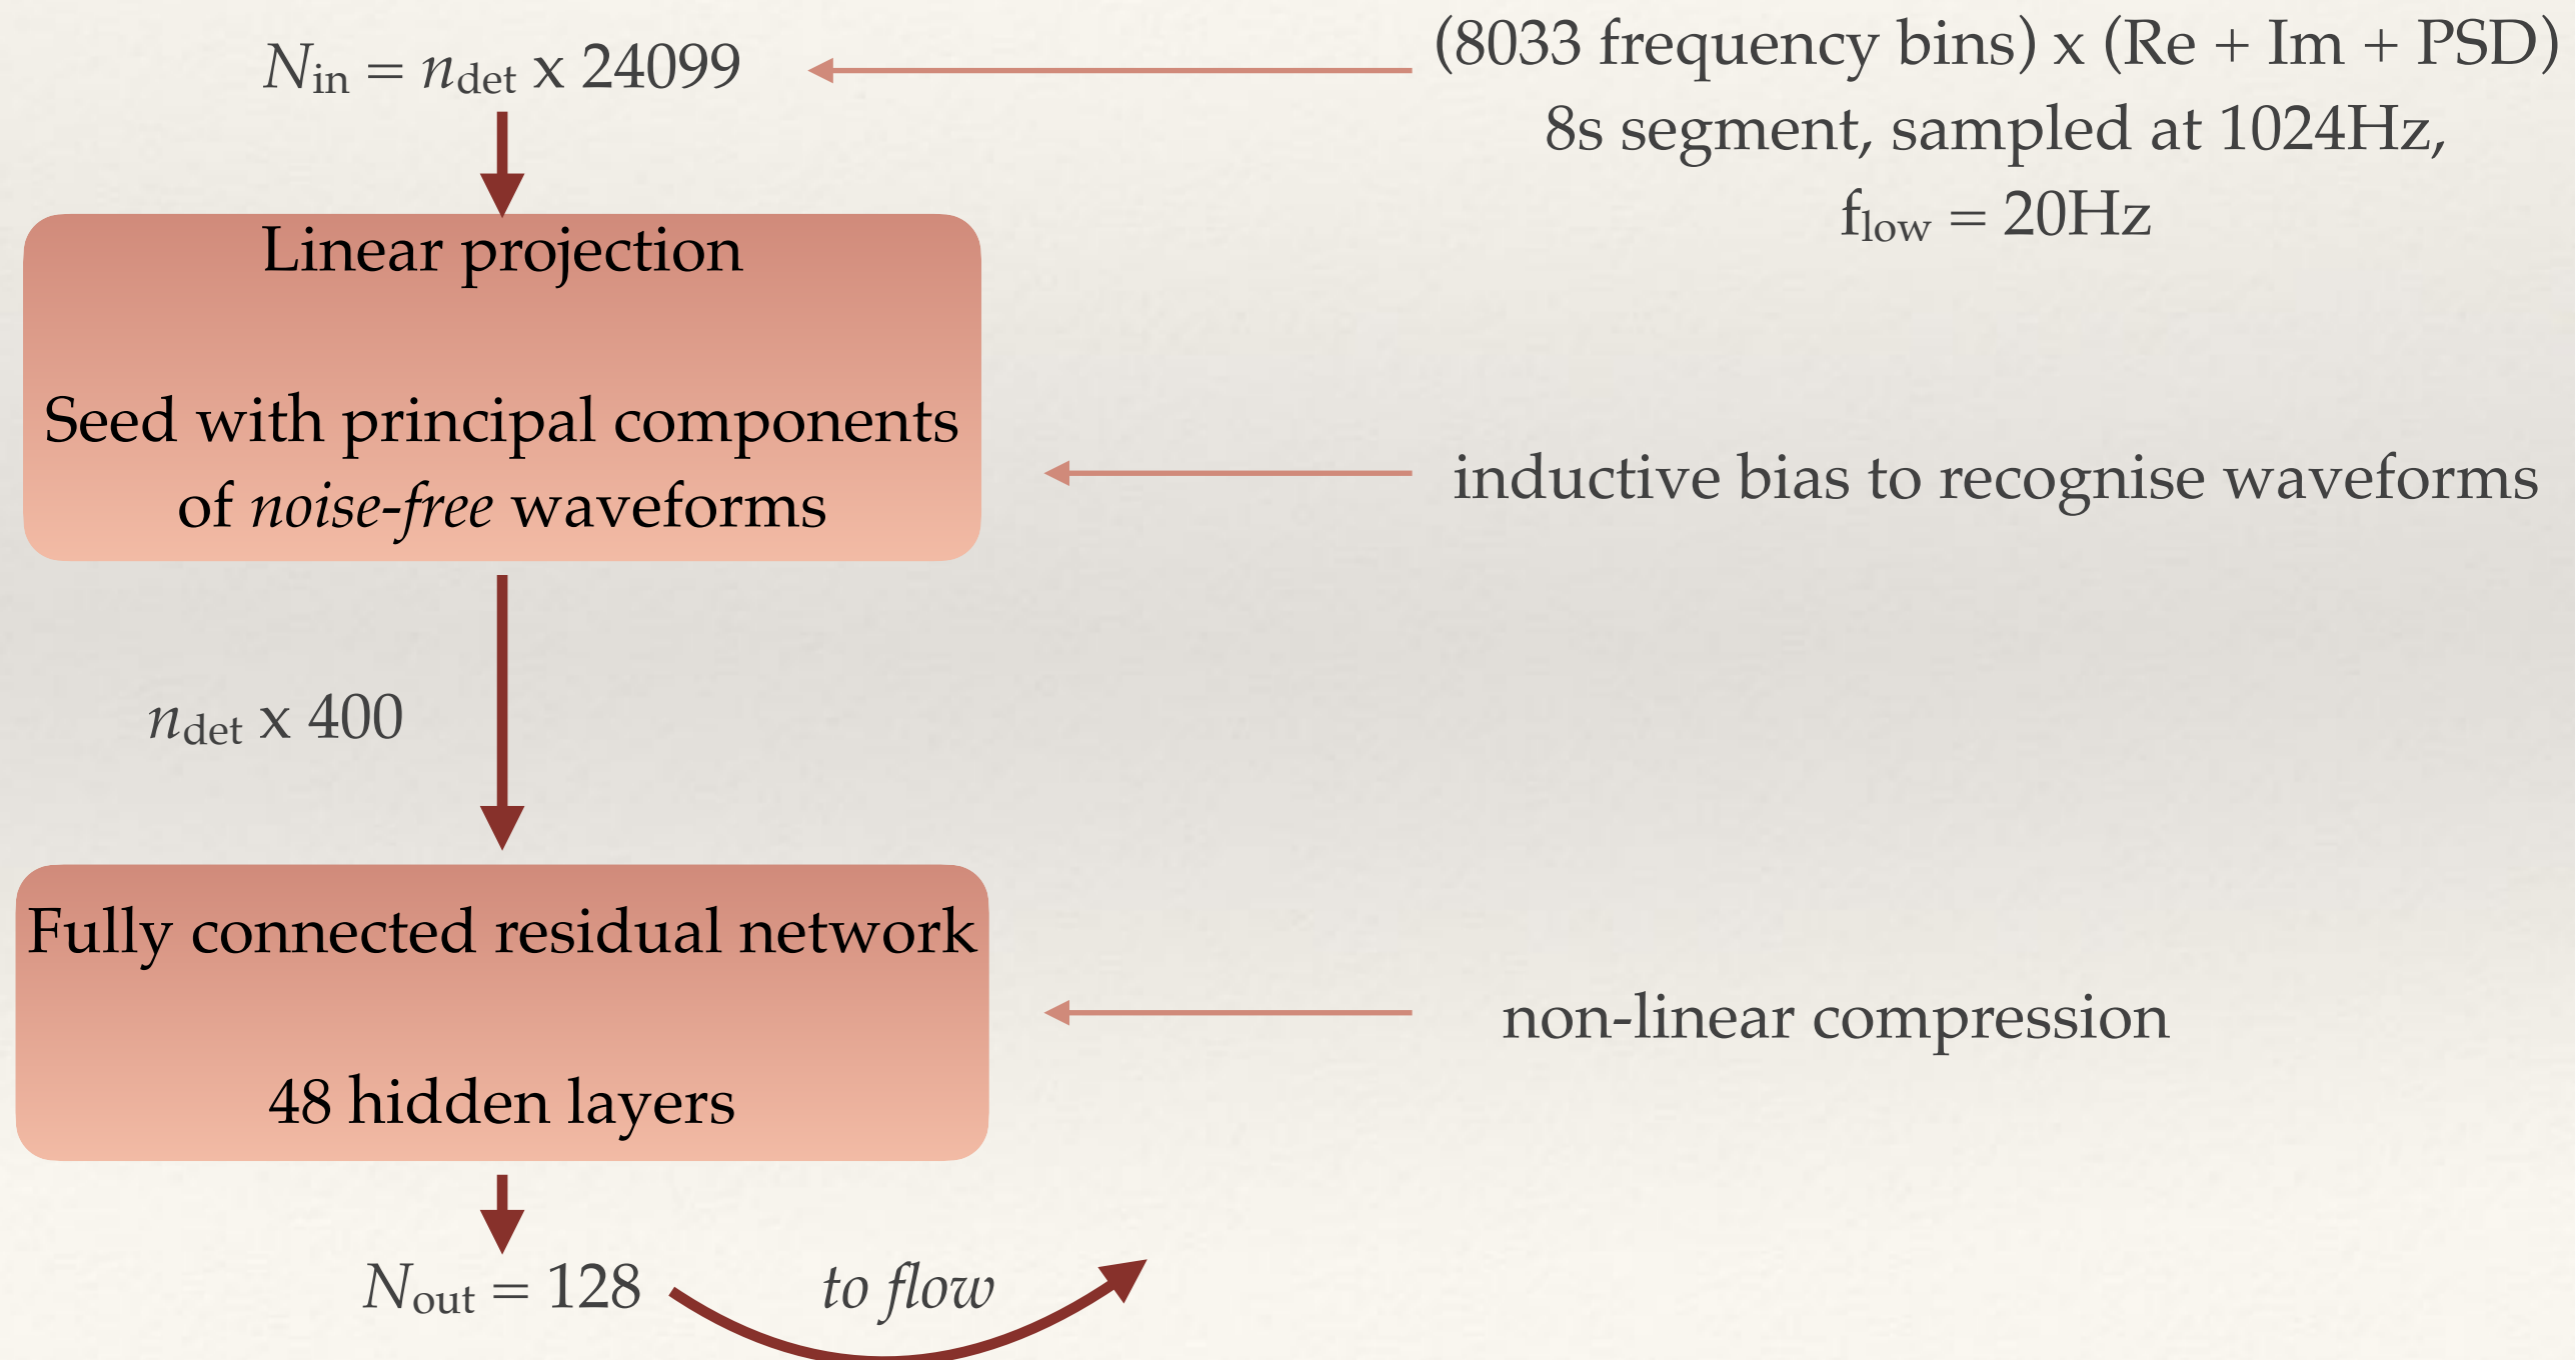 N_in = n_det x 24099
(8033 frequency bins) x (Re + Im + PSD)
8s segment, sampled at 1024Hz,
f_low = 20Hz
Linear projection
Seed with principal components
of noise-free waveforms
inductive bias to recognise waveforms
n_det x 400
Fully connected residual network
48 hidden layers
non-linear compression
N_out = 128
to flow